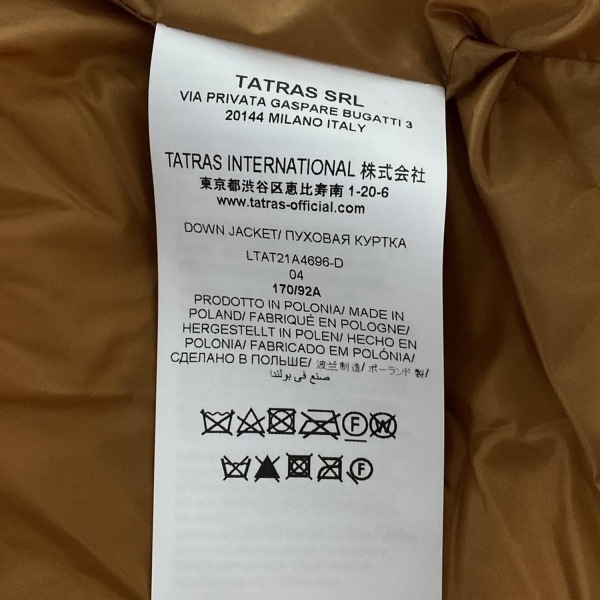 TATRAS SRL
VIA PRIVATA GASPARE BUGATTI 3
20144 MILANO ITALY
TATRAS INTERNATIONAL 株式会社
東京都渋谷区恵比寿南 1-20-6
www.tatras-official.com
DOWN JACKET/ ПУХОВАЯ КУРТКА
LTAT21A4696-D
04
170/92A
PRODOTTO IN POLONIA/ MADE IN
POLAND/ FABRIQUÉ EN POLOGNE/
HERGESTELLT IN POLEN/ HECHO EN
POLONIA/ FABRICADO EM POLÓNIA/
СДЕЛАНО В ПОЛЬШЕ/ 波兰制造/ ポーランド 製/
صنع في بولندا
F W
F